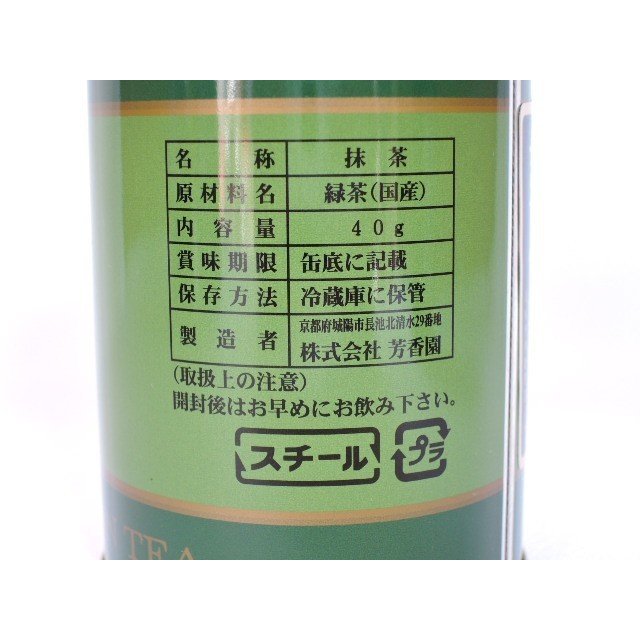 名称 抹茶
原材料名 緑茶(国産)
内容量 40g
賞味期限 缶底に記載
保存方法 冷蔵庫に保管
製造者 京都府城陽市長池北清水29番地
株式会社 芳香園
(取扱上の注意)
開封後はお早めにお飲み下さい。
スチール プラ
TEA